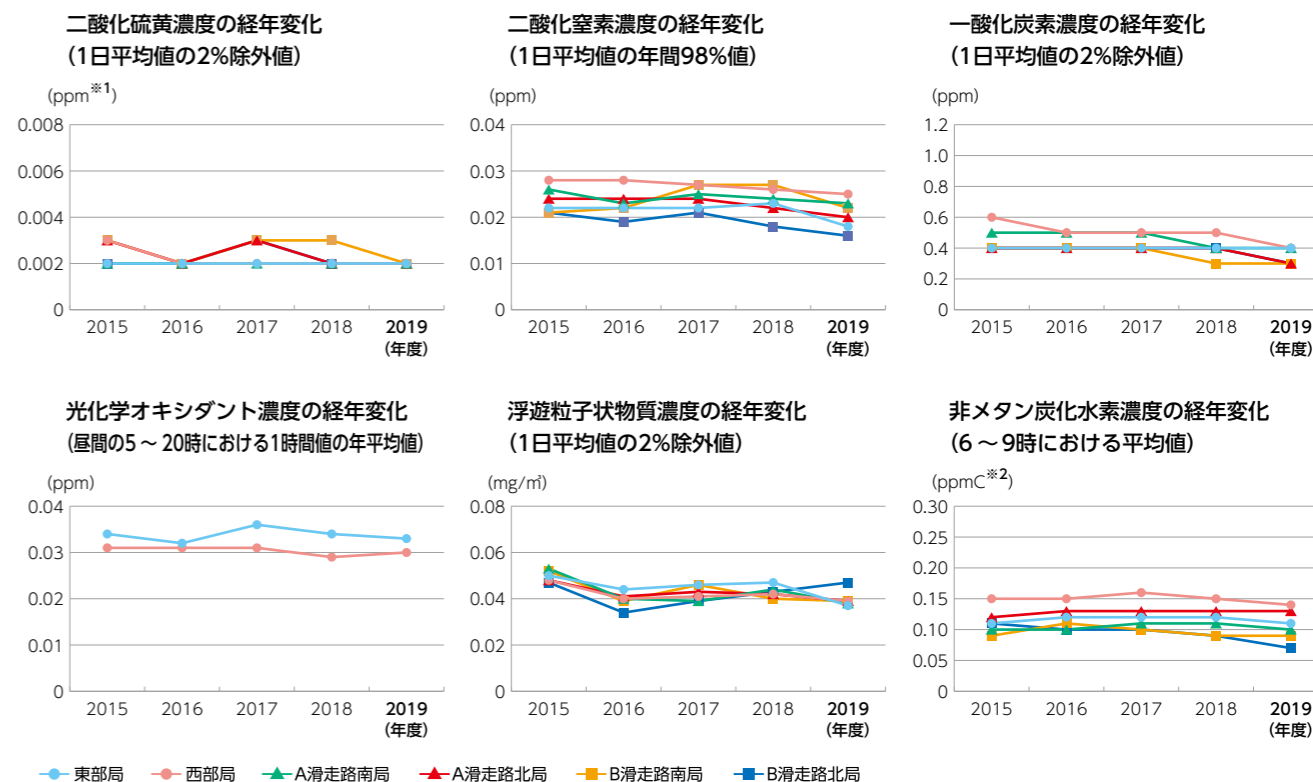 二酸化硫黄濃度の経年変化
(1日平均値の2%除外値)
(ppm※1)
0.008
0.006
0.004
0.002
0
2015 2016 2017 2018 2019
(年度)
二酸化窒素濃度の経年変化
(1日平均値の年間98%値)
(ppm)
0.04
0.03
0.02
0.01
0
2015 2016 2017 2018 2019
(年度)
一酸化炭素濃度の経年変化
(1日平均値の2%除外値)
(ppm)
1.2
1.0
0.8
0.6
0.4
0.2
0
2015 2016 2017 2018 2019
(年度)
光化学オキシダント濃度の経年変化
(昼間の5～20時における1時間値の年平均値)
(ppm)
0.04
0.03
0.02
0.01
0
2015 2016 2017 2018 2019
(年度)
浮遊粒子状物質濃度の経年変化
(1日平均値の2%除外値)
(mg/㎥)
0.08
0.06
0.04
0.02
0
2015 2016 2017 2018 2019
(年度)
非メタン炭化水素濃度の経年変化
(6～9時における平均値)
(ppmC※2)
0.30
0.25
0.20
0.15
0.10
0.05
0
2015 2016 2017 2018 2019
(年度)
東部局 西部局 A滑走路南局 A滑走路北局 B滑走路南局 B滑走路北局